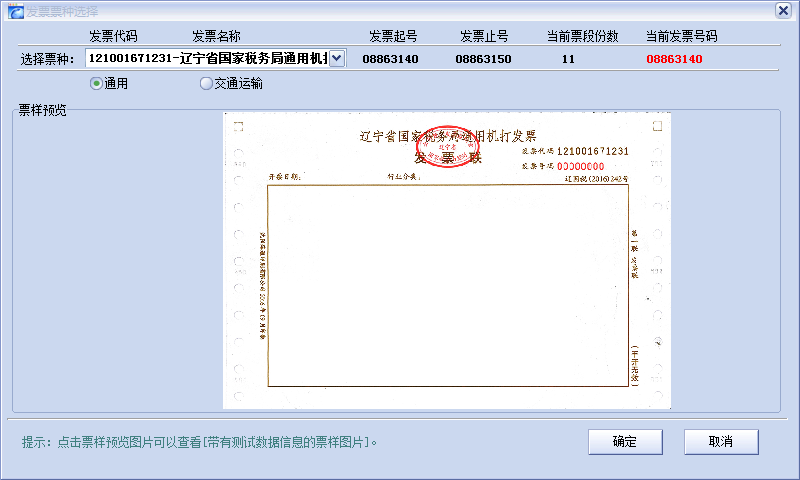 发票票种选择
发票代码 发票名称 发票起号 发票止号 当前票段份数 当前发票号码
选择票种: 121001671231-辽宁省国家税务局通用机打 08863140 08863150 11 08863140
通用 交通运输
票样预览
辽宁省国家税务局通用机打发票
辽宁省
发票联
发票代码 121001671231
发票号码 00000000
开票日期: 行业分类: 辽国税(2016)242号
第一联 发票联
(手开无效)
提示: 点击票样预览图片可以查看[带有测试数据信息的票样图片]。
确定 取消